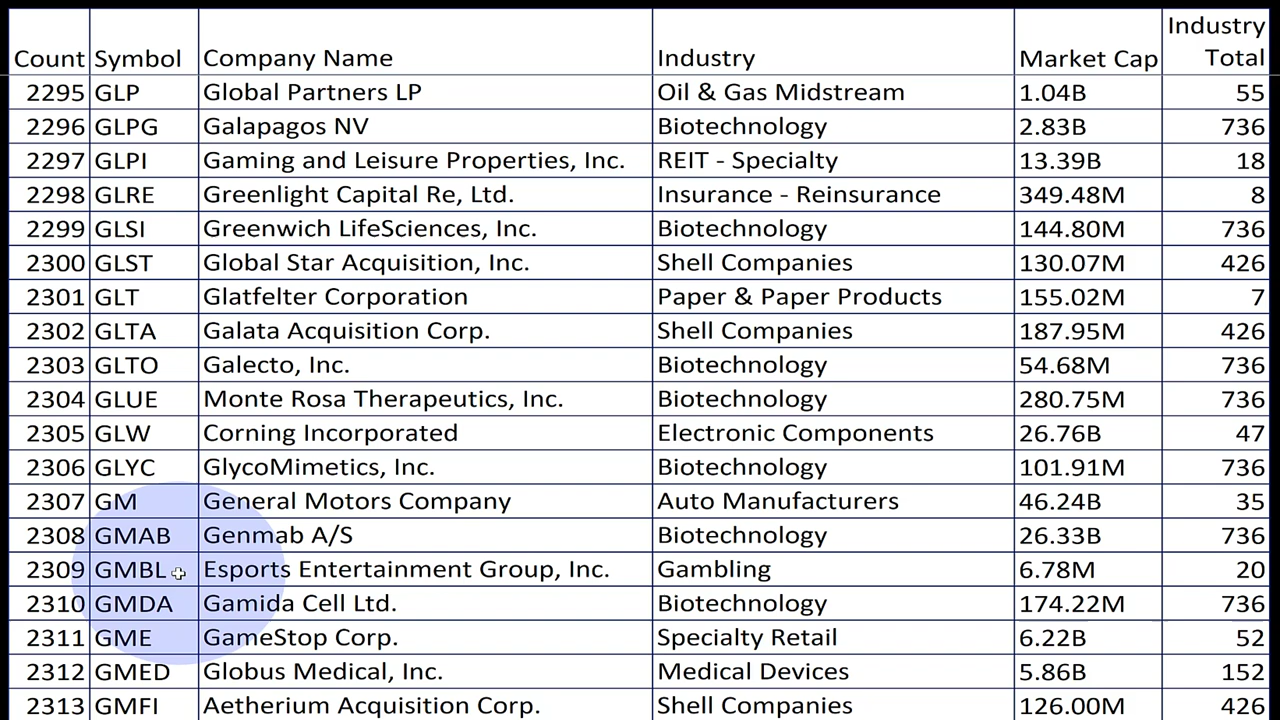 Count Symbol Company Name Industry Market Cap Industry Total
2295 GLP Global Partners LP Oil & Gas Midstream 1.04B 55
2296 GLPG Galapagos NV Biotechnology 2.83B 736
2297 GLPI Gaming and Leisure Properties, Inc. REIT - Specialty 13.39B 18
2298 GLRE Greenlight Capital Re, Ltd. Insurance - Reinsurance 349.48M 8
2299 GLSI Greenwich LifeSciences, Inc. Biotechnology 144.80M 736
2300 GLST Global Star Acquisition, Inc. Shell Companies 130.07M 426
2301 GLT Glatfelter Corporation Paper & Paper Products 155.02M 7
2302 GLTA Galata Acquisition Corp. Shell Companies 187.95M 426
2303 GLTO Galecto, Inc. Biotechnology 54.68M 736
2304 GLUE Monte Rosa Therapeutics, Inc. Biotechnology 280.75M 736
2305 GLW Corning Incorporated Electronic Components 26.76B 47
2306 GLYC GlycoMimetics, Inc. Biotechnology 101.91M 736
2307 GM General Motors Company Auto Manufacturers 46.24B 35
2308 GMAB Genmab A/S Biotechnology 26.33B 736
2309 GMBL Esports Entertainment Group, Inc. Gambling 6.78M 20
2310 GMDA Gamida Cell Ltd. Biotechnology 174.22M 736
2311 GME GameStop Corp. Specialty Retail 6.22B 52
2312 GMED Globus Medical, Inc. Medical Devices 5.86B 152
2313 GMFI Aetherium Acquisition Corp. Shell Companies 126.00M 426